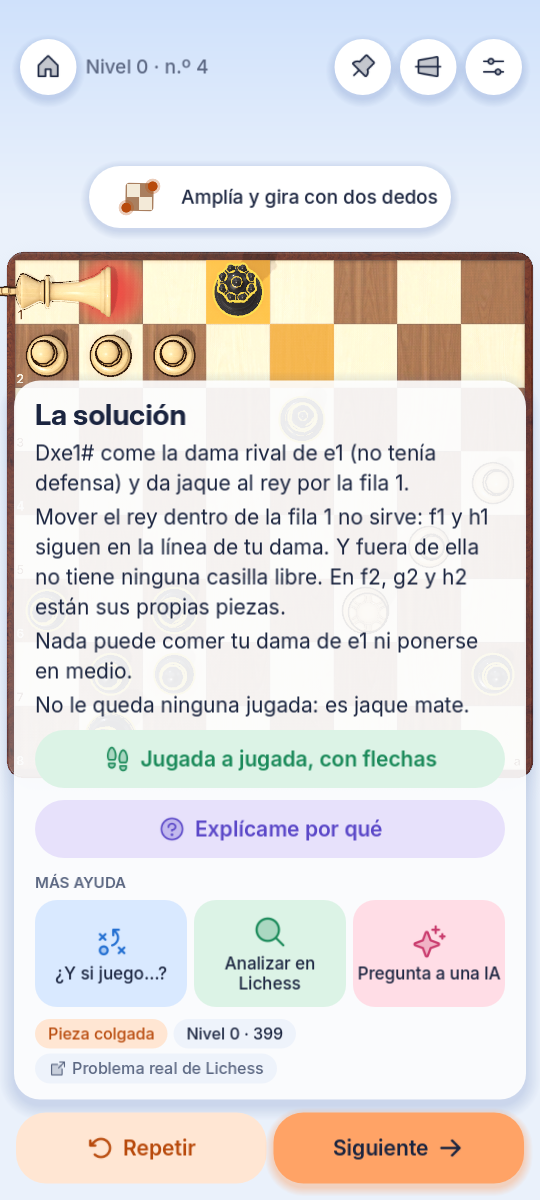 Nivel 0 · n.º 4
Amplía y gira con dos dedos
1
2
La solución
Dxe1# come la dama rival de e1 (no tenía
defensa) y da jaque al rey por la fila 1.
Mover el rey dentro de la fila 1 no sirve: f1 y h1
siguen en la línea de tu dama. Y fuera de ella
no tiene ninguna casilla libre. En f2, g2 y h2
están sus propias piezas.
Nada puede comer tu dama de e1 ni ponerse
en medio.
No le queda ninguna jugada: es jaque mate.
Jugada a jugada, con flechas
Explícame por qué
MÁS AYUDA
¿Y si juego...?
Analizar en
Lichess
Pregunta a una IA
Pieza colgada
Nivel 0 · 399
Problema real de Lichess
Repetir
Siguiente